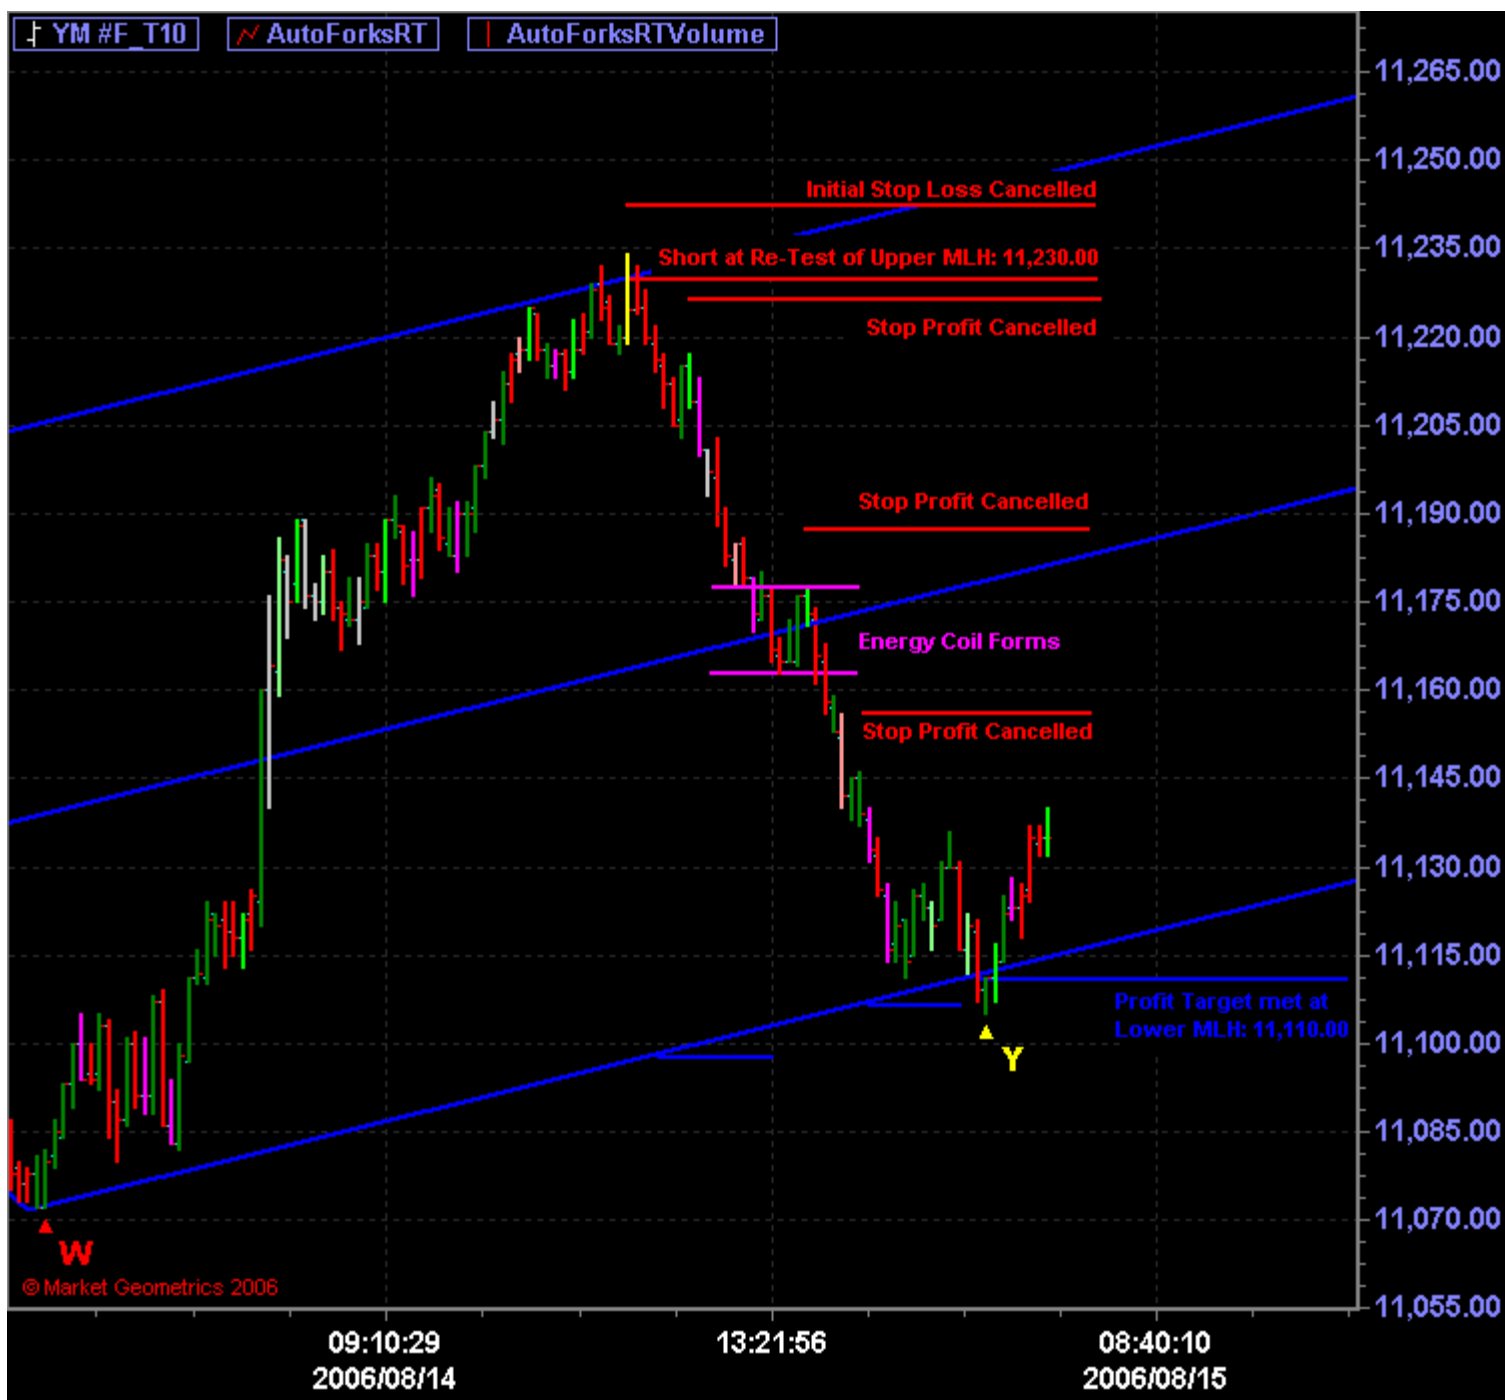 YM #F_T10 AutoForksRT AutoForksRTVolume
11,265.00
11,250.00
Initial Stop Loss Cancelled
11,235.00
Short at Re-Test of Upper MLH: 11,230.00
Stop Profit Cancelled
11,220.00
11,205.00
Stop Profit Cancelled
11,190.00
11,175.00
Energy Coil Forms
11,160.00
Stop Profit Cancelled
11,145.00
11,130.00
11,115.00
Profit Target met at
Lower MLH: 11,110.00
11,100.00
Y
11,085.00
11,070.00
W
© Market Geometrics 2006
11,055.00
09:10:29 13:21:56 08:40:10
2006/08/14 2006/08/15